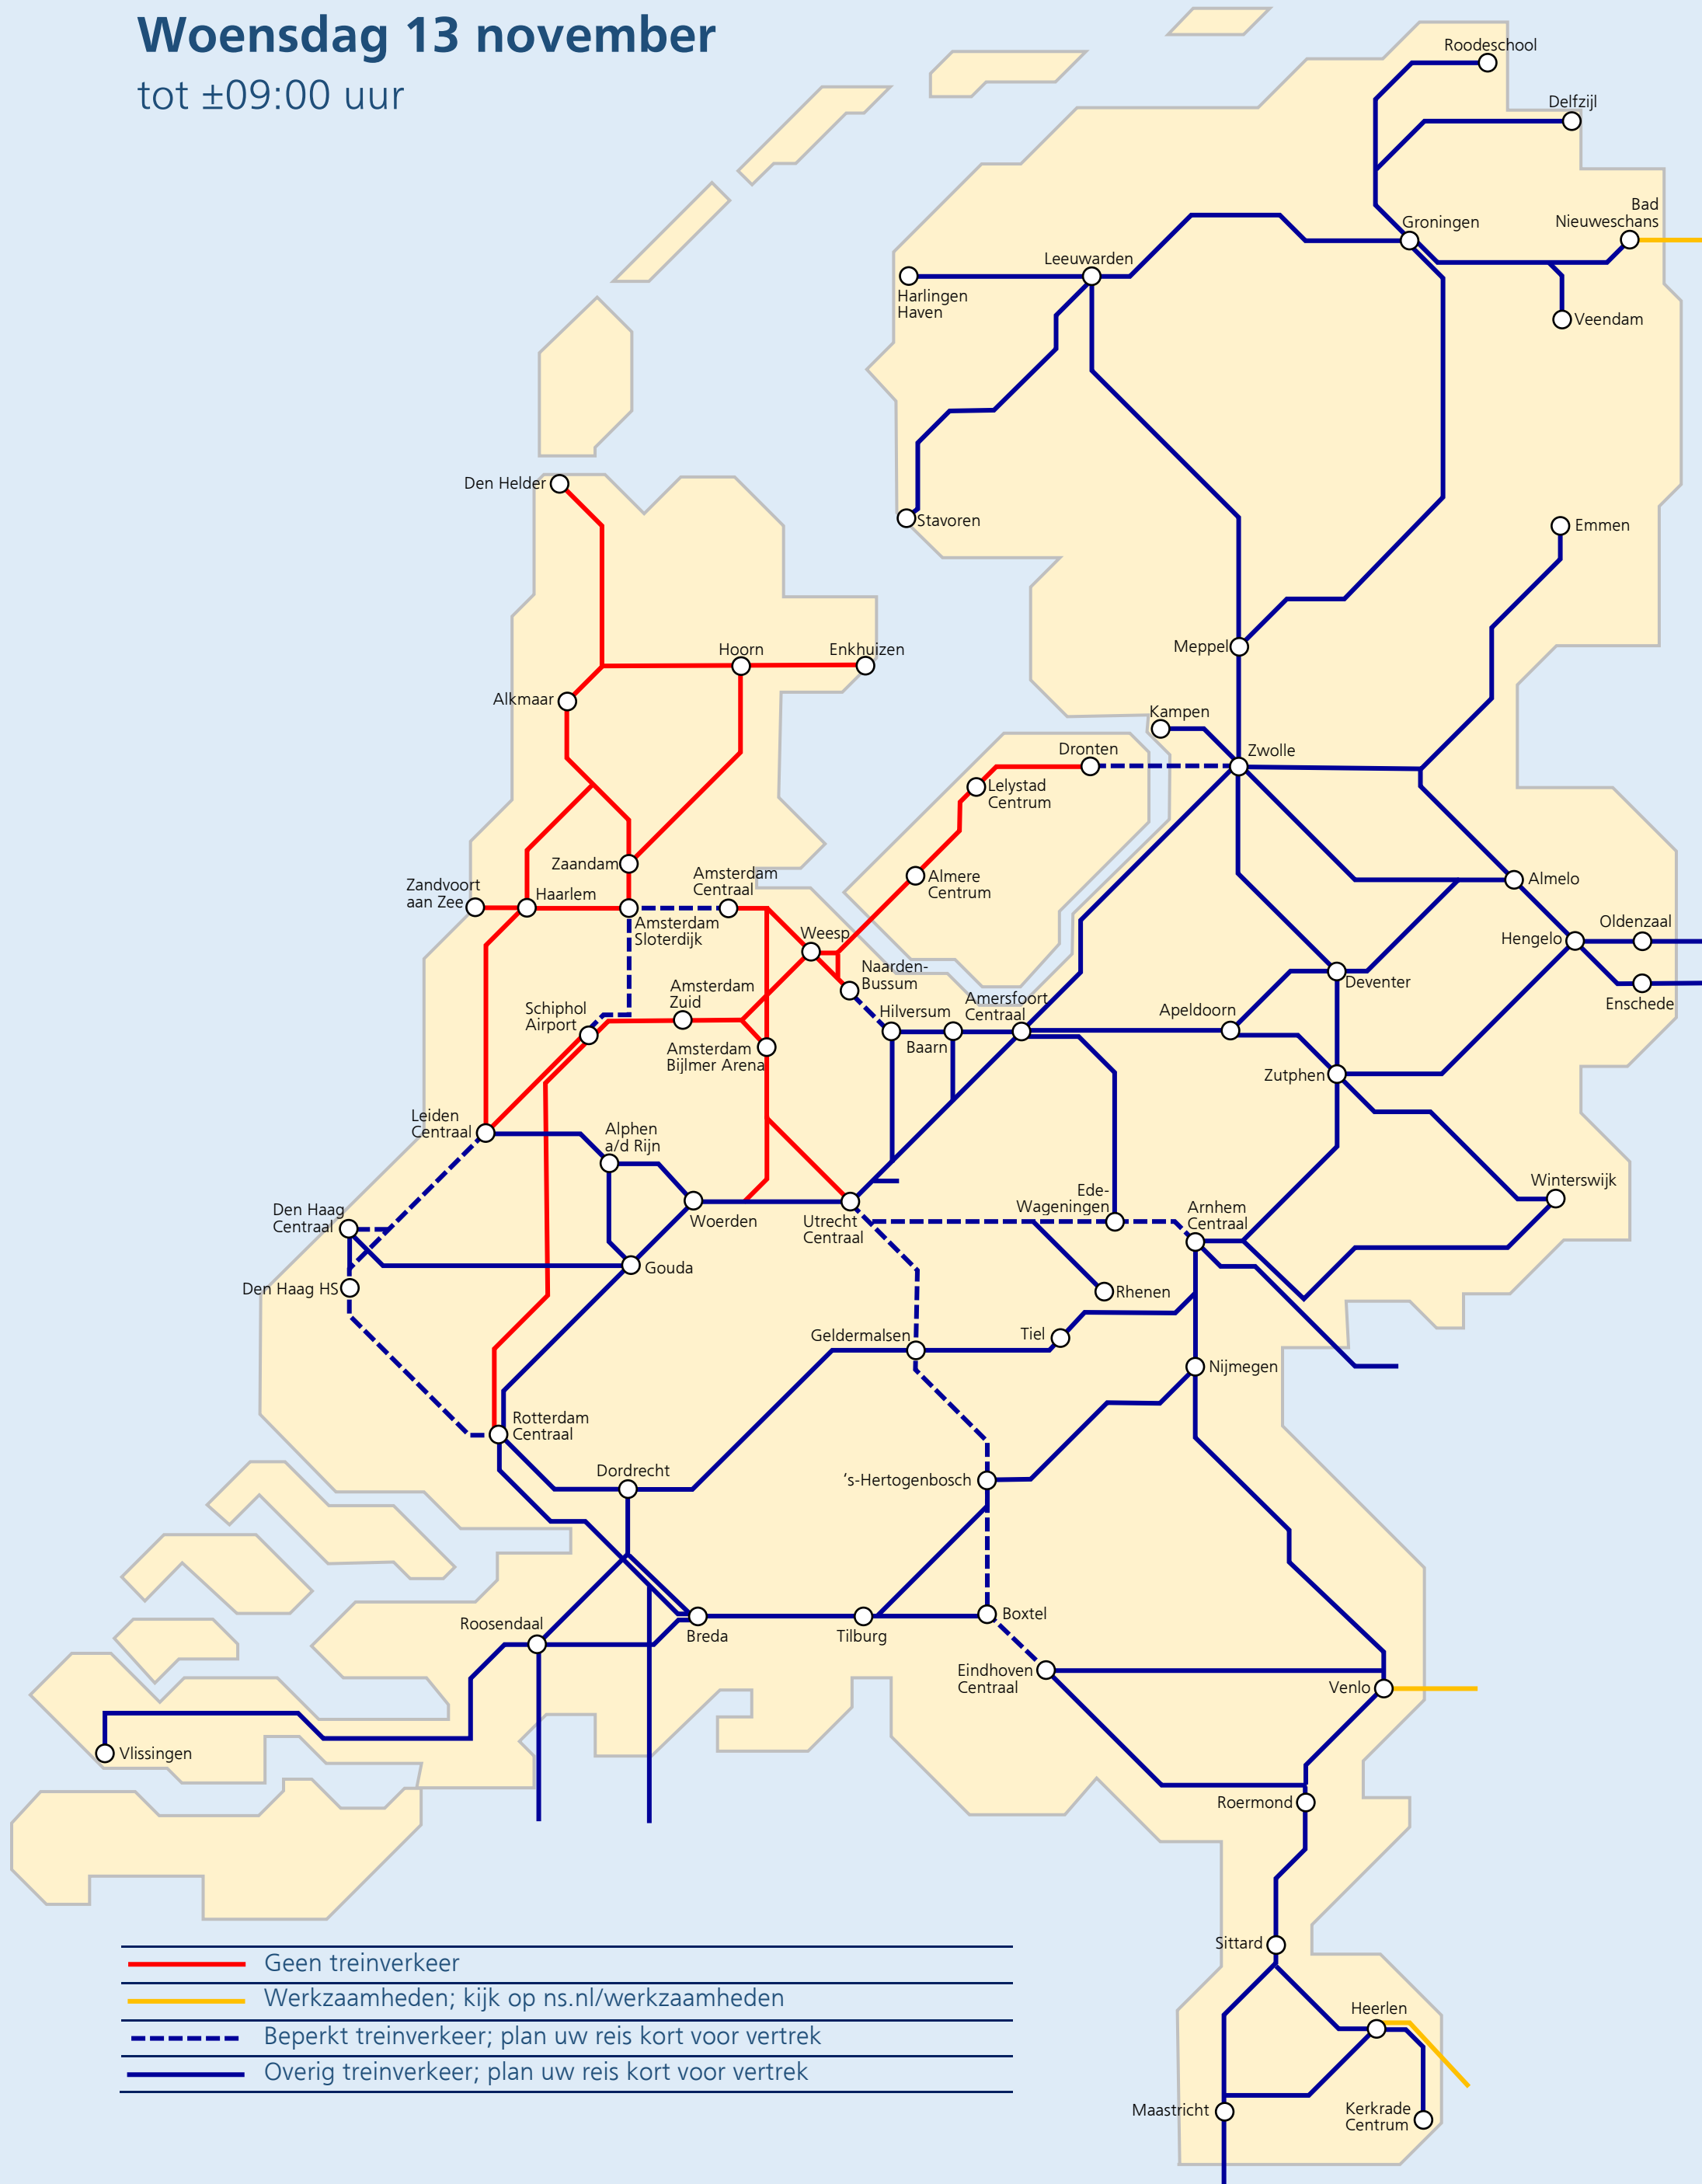 Woensdag 13 november
tot ±09:00 uur
Roodeschool
Delfzijl
Bad
Nieuweschans
Groningen
Leeuwarden
Harlingen
Haven
Veendam
Den Helder
Stavoren
Emmen
Hoorn
Enkhuizen
Meppel
Alkmaar
Kampen
Dronten
Zwolle
Lelystad
Centrum
Zaandam
Amsterdam
Centraal
Almere
Centrum
Almelo
Zandvoort
aan Zee
Haarlem
Amsterdam
Sloterdijk
Weesp
Oldenzaal
Hengelo
Naarden-
Bussum
Deventer
Amsterdam
Zuid
Schiphol
Airport
Hilversum
Amersfoort
Centraal
Apeldoorn
Enschede
Amsterdam
Bijlmer Arena
Baarn
Zutphen
Leiden
Centraal
Alphen
a/d Rijn
Winterswijk
Ede-
Wageningen
Den Haag
Centraal
Woerden
Utrecht
Centraal
Arnhem
Centraal
Gouda
Den Haag HS
Rhenen
Geldermalsen
Tiel
Nijmegen
Rotterdam
Centraal
Dordrecht
's-Hertogenbosch
Roosendaal
Breda
Tilburg
Boxtel
Eindhoven
Centraal
Venlo
Vlissingen
Roermond
Sittard
Heerlen
Maastricht
Kerkrade
Centrum
Geen treinverkeer
Werkzaamheden; kijk op ns.nl/werkzaamheden
Beperkt treinverkeer; plan uw reis kort voor vertrek
Overig treinverkeer; plan uw reis kort voor vertrek